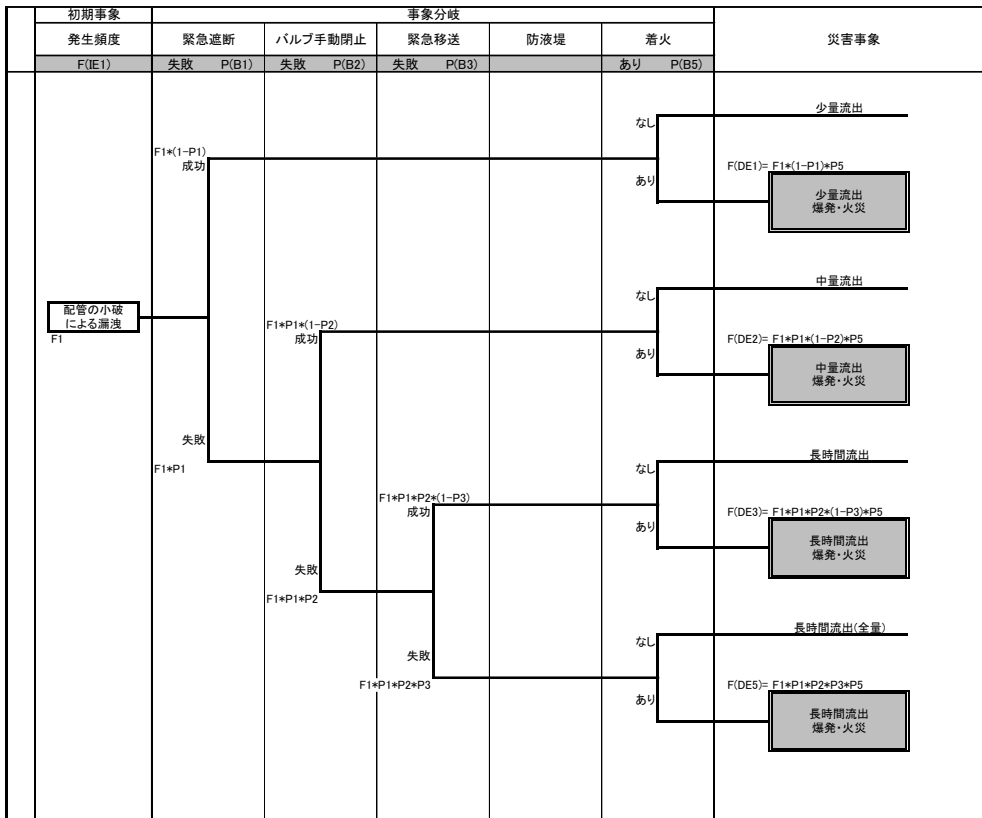 初期事象
事象分岐
発生頻度
緊急遮断
バルブ手動閉止
緊急移送
防液堤
着火
災害事象
F(IE1)
失敗 P(B1)
失敗 P(B2)
失敗 P(B3)
あり P(B5)
少量流出
なし
F1*(1-P1)
成功
あり
F(DE1)= F1*(1-P1)*P5
少量流出
爆発・火災
中量流出
なし
配管の小破
による漏洩
F1
F1*P1*(1-P2)
成功
あり
F(DE2)= F1*P1*(1-P2)*P5
中量流出
爆発・火災
失敗
F1*P1
長時間流出
なし
F1*P1*P2*(1-P3)
成功
あり
F(DE3)= F1*P1*P2*(1-P3)*P5
長時間流出
爆発・火災
失敗
F1*P1*P2
長時間流出(全量)
なし
失敗
F1*P1*P2*P3
あり
F(DE5)= F1*P1*P2*P3*P5
長時間流出
爆発・火災